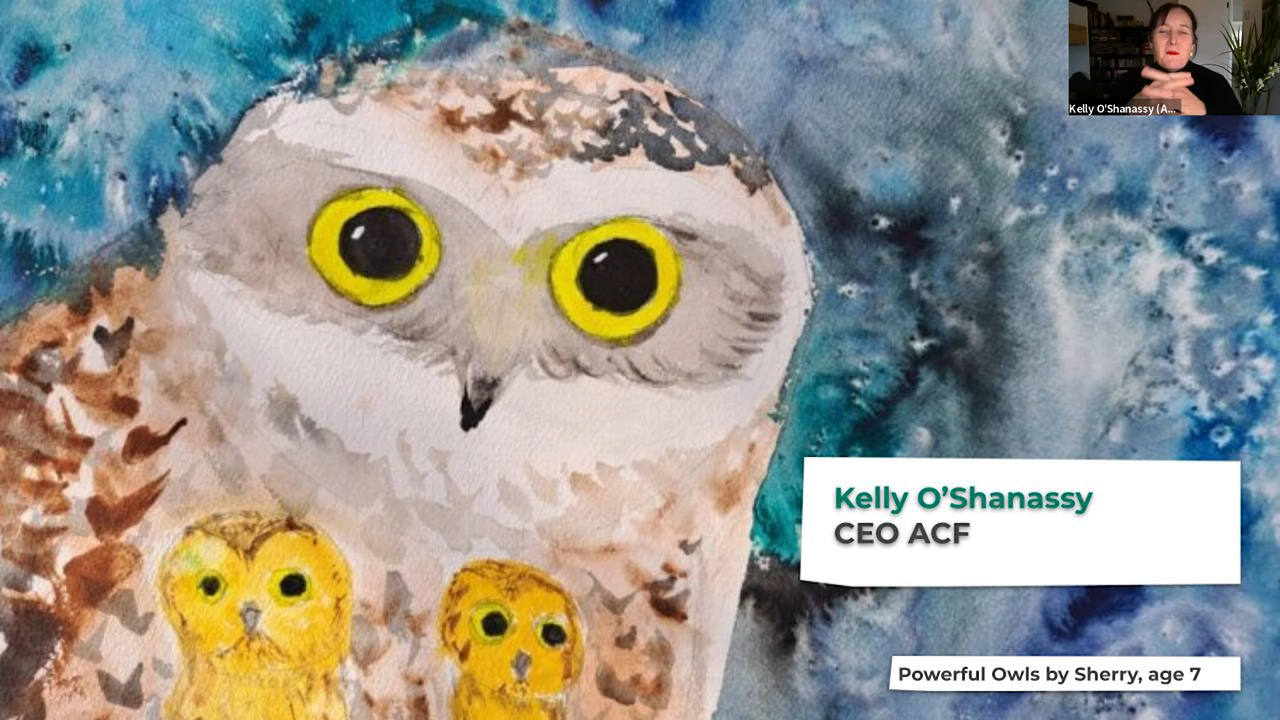 Kelly O'Shanassy (A...
Kelly O’Shanassy
CEO ACF
Powerful Owls by Sherry, age 7